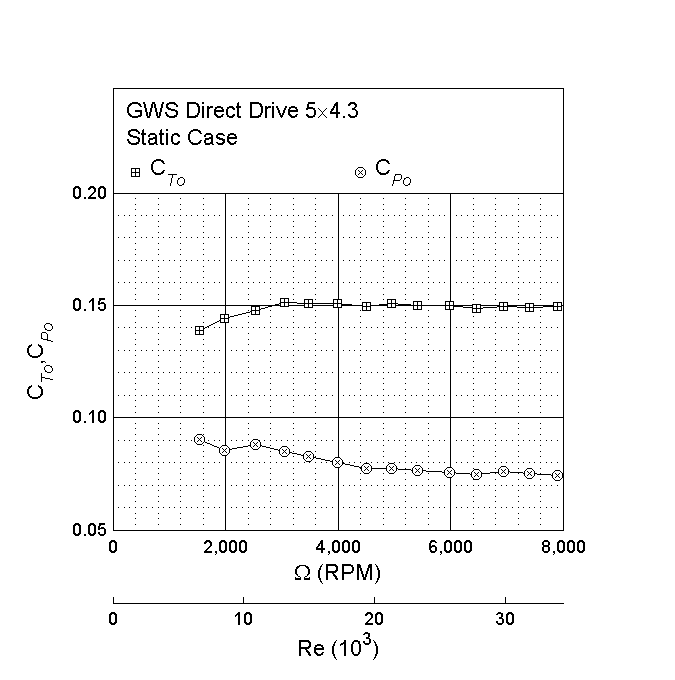 GWS Direct Drive 5×4.3
Static Case
C_To C_Po
0.20
0.15
0.10
0.05
C_To,C_Po
0 2,000 4,000 6,000 8,000
Ω (RPM)
0 10 20 30
Re (10³)